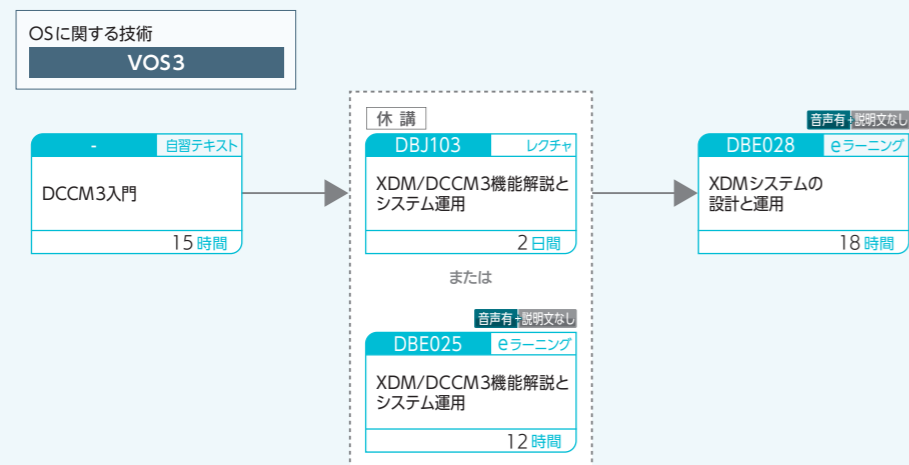 OSに関する技術
VOS3
- 自習テキスト
DCCM3入門
15時間
休 講
DBJ103 レクチャ
XDM/DCCM3機能解説と
システム運用
2日間
または
音声有・説明文なし
DBE025 eラーニング
XDM/DCCM3機能解説と
システム運用
12時間
音声有・説明文なし
DBE028 eラーニング
XDMシステムの
設計と運用
18時間